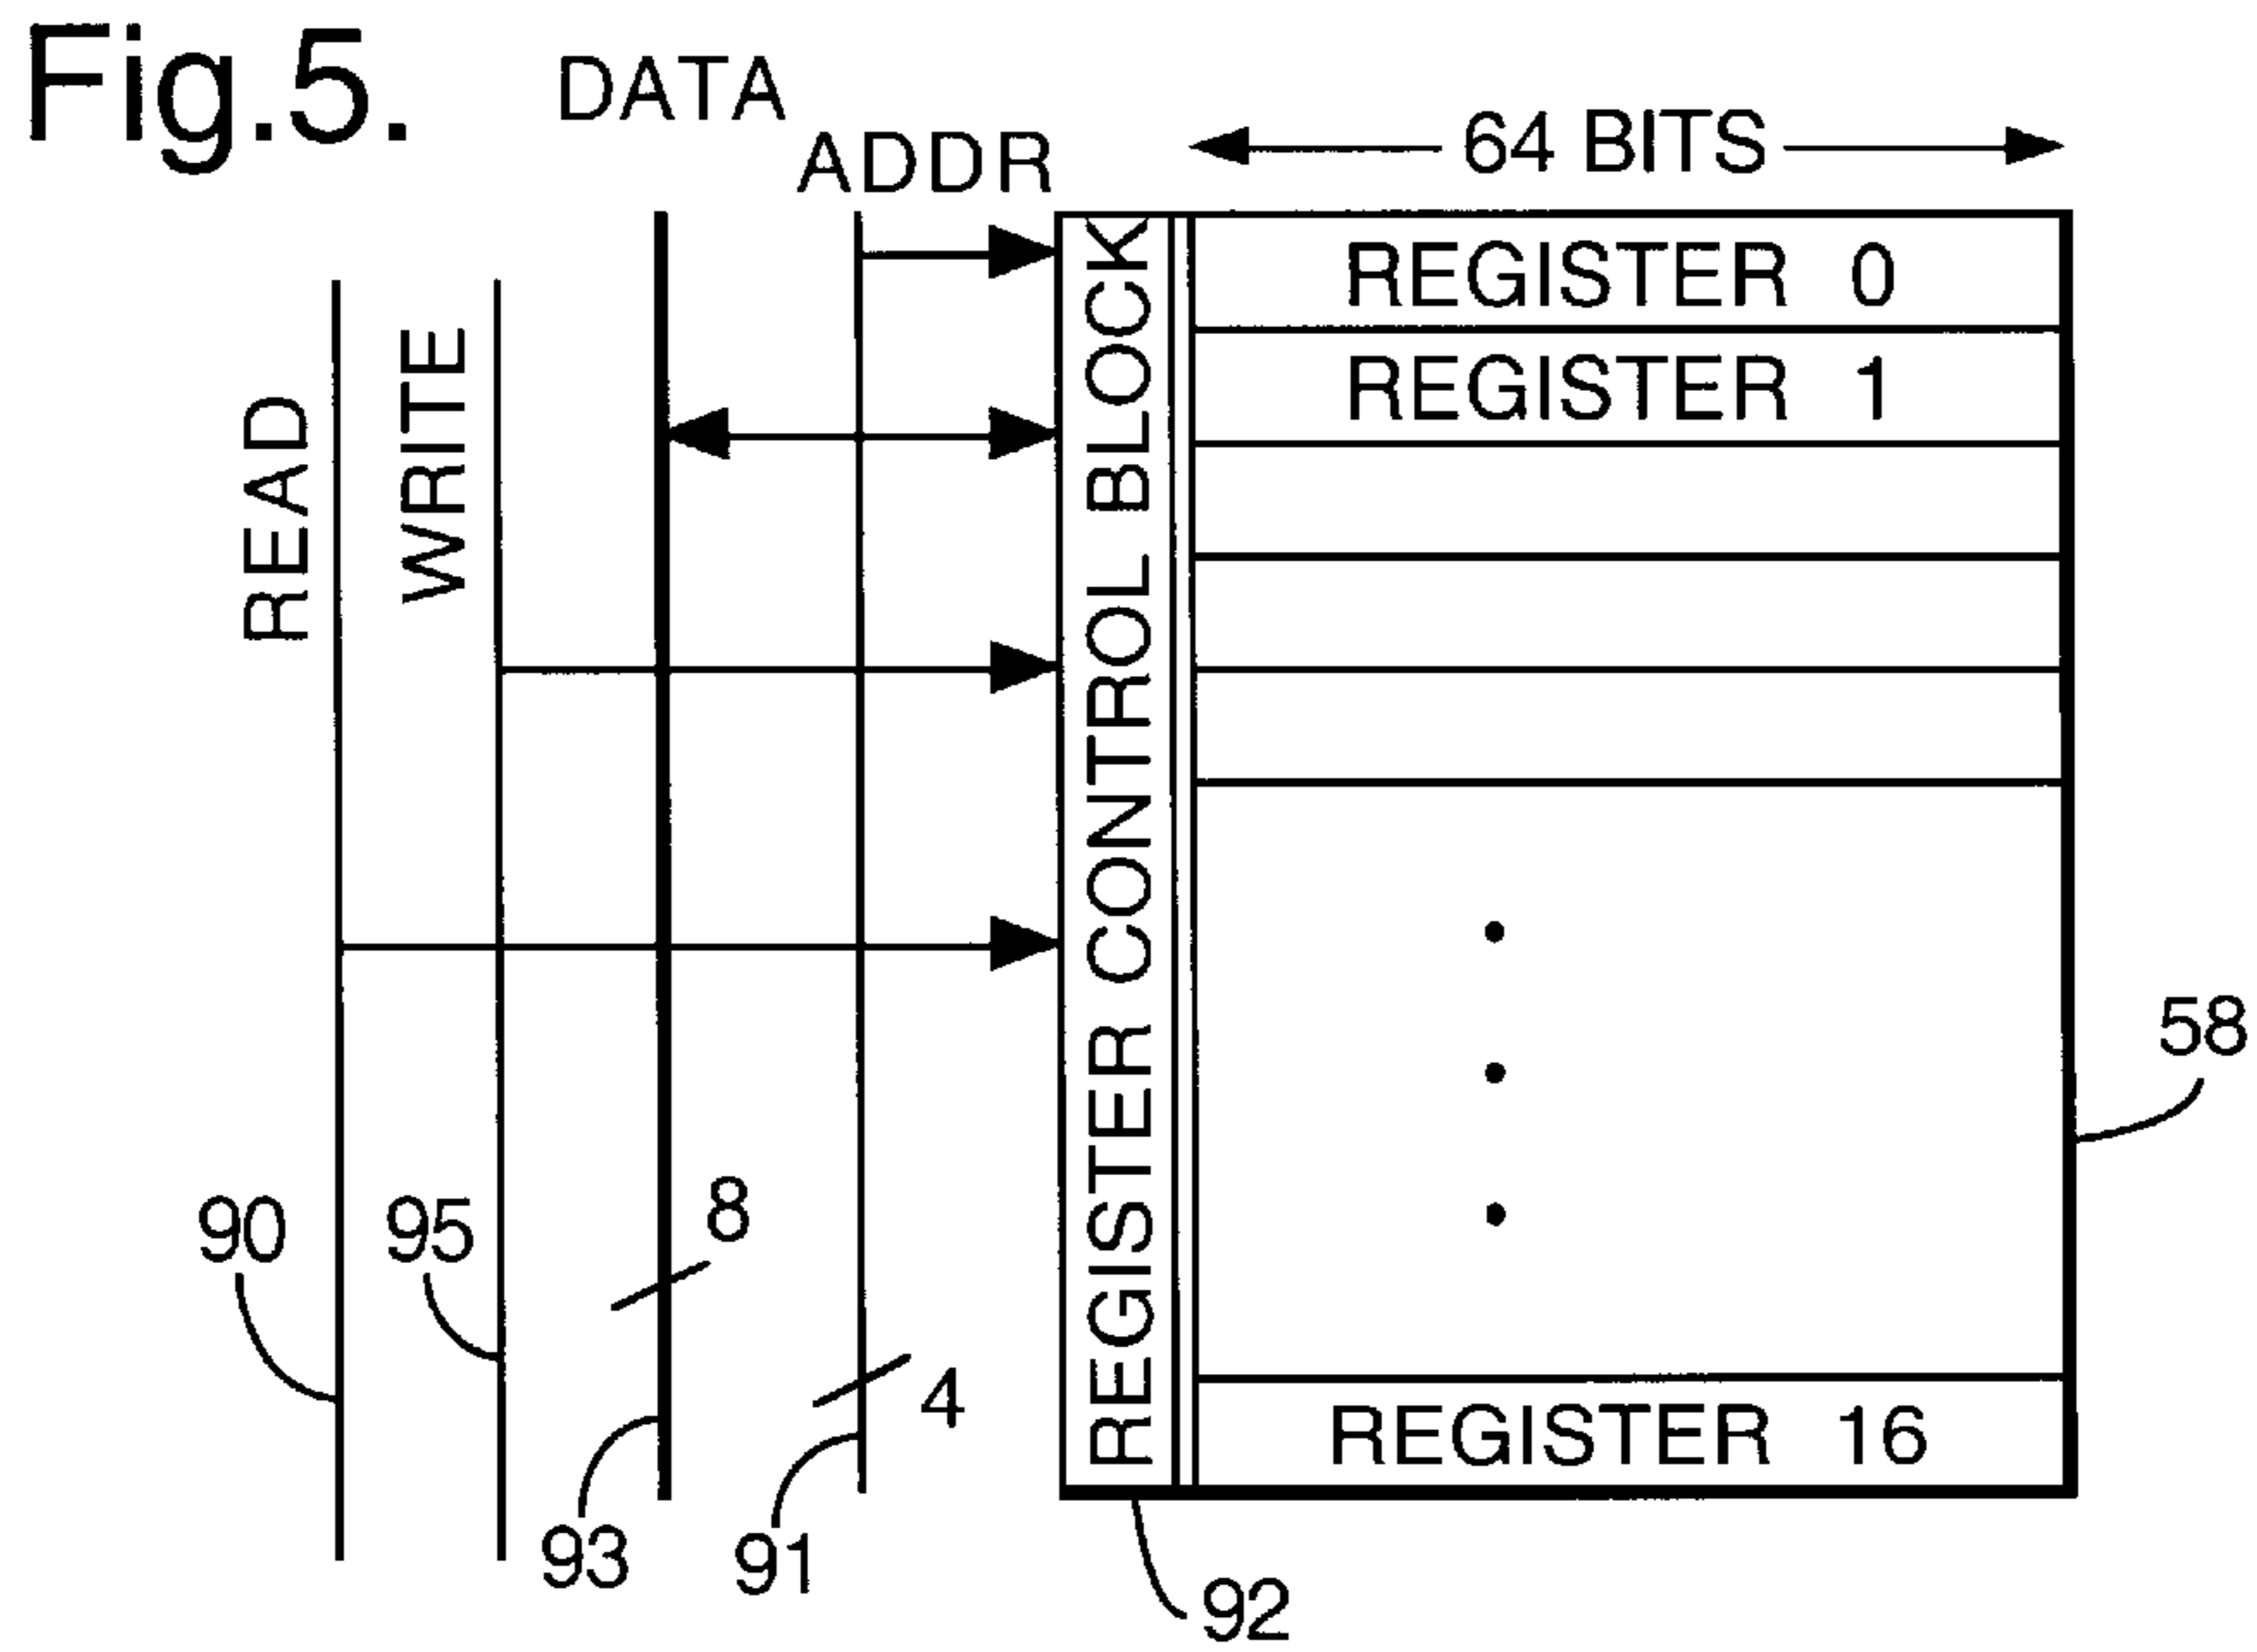 Fig.5.
DATA
ADDR
64 BITS
READ
WRITE
REGISTER CONTROL BLOCK
REGISTER 0
REGISTER 1
58
90
95
8
4
REGISTER 16
93
91
92